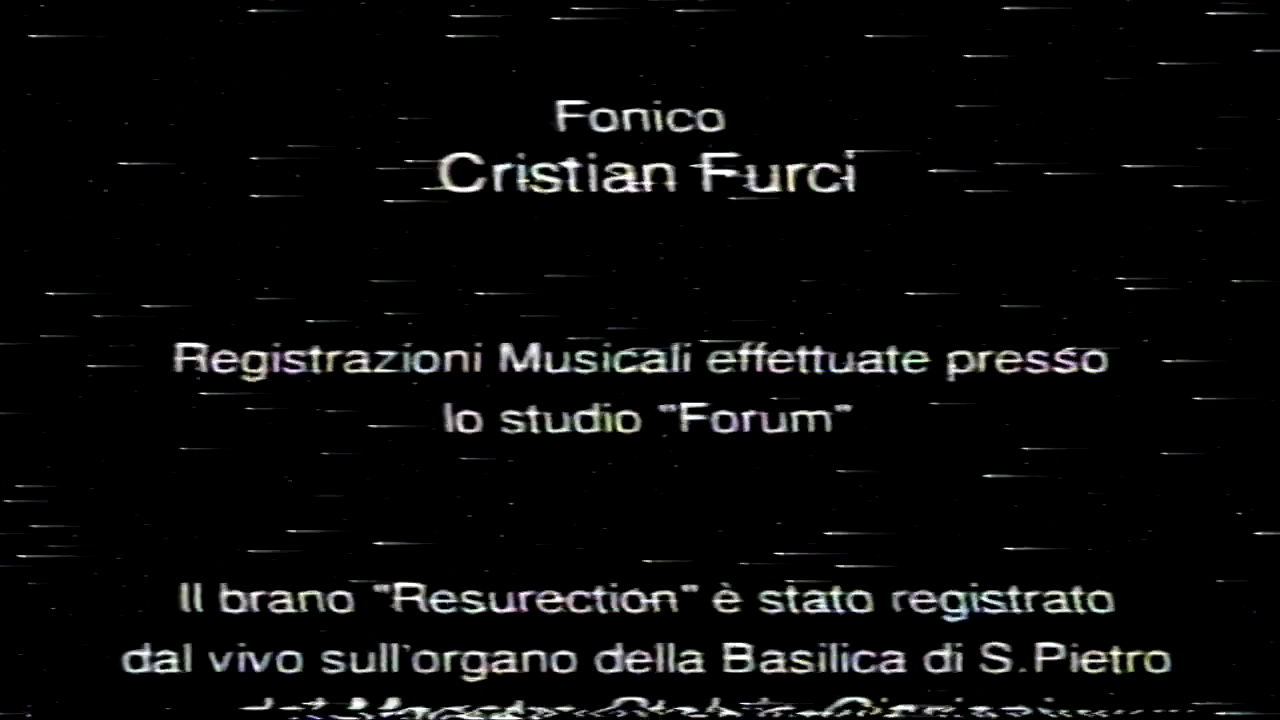 Fonico
Cristian Furci
Registrazioni Musicali effettuate presso
lo studio "Forum"
Il brano "Resurection" è stato registrato
dal vivo sull'organo della Basilica di S.Pietro